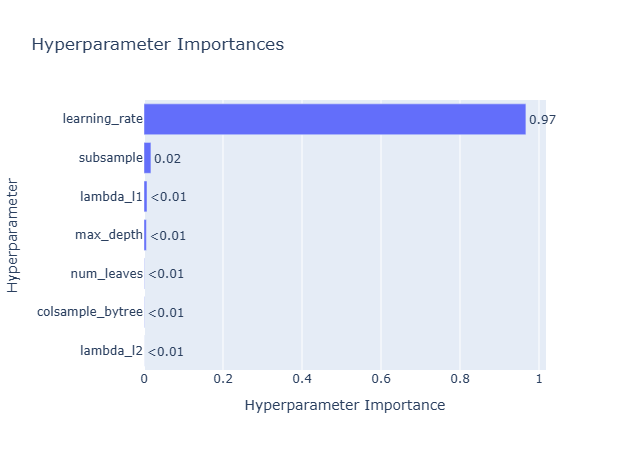 Hyperparameter Importances
Hyperparameter
learning_rate 0.97
subsample 0.02
lambda_l1 <0.01
max_depth <0.01
num_leaves <0.01
colsample_bytree <0.01
lambda_l2 <0.01
0 0.2 0.4 0.6 0.8 1
Hyperparameter Importance